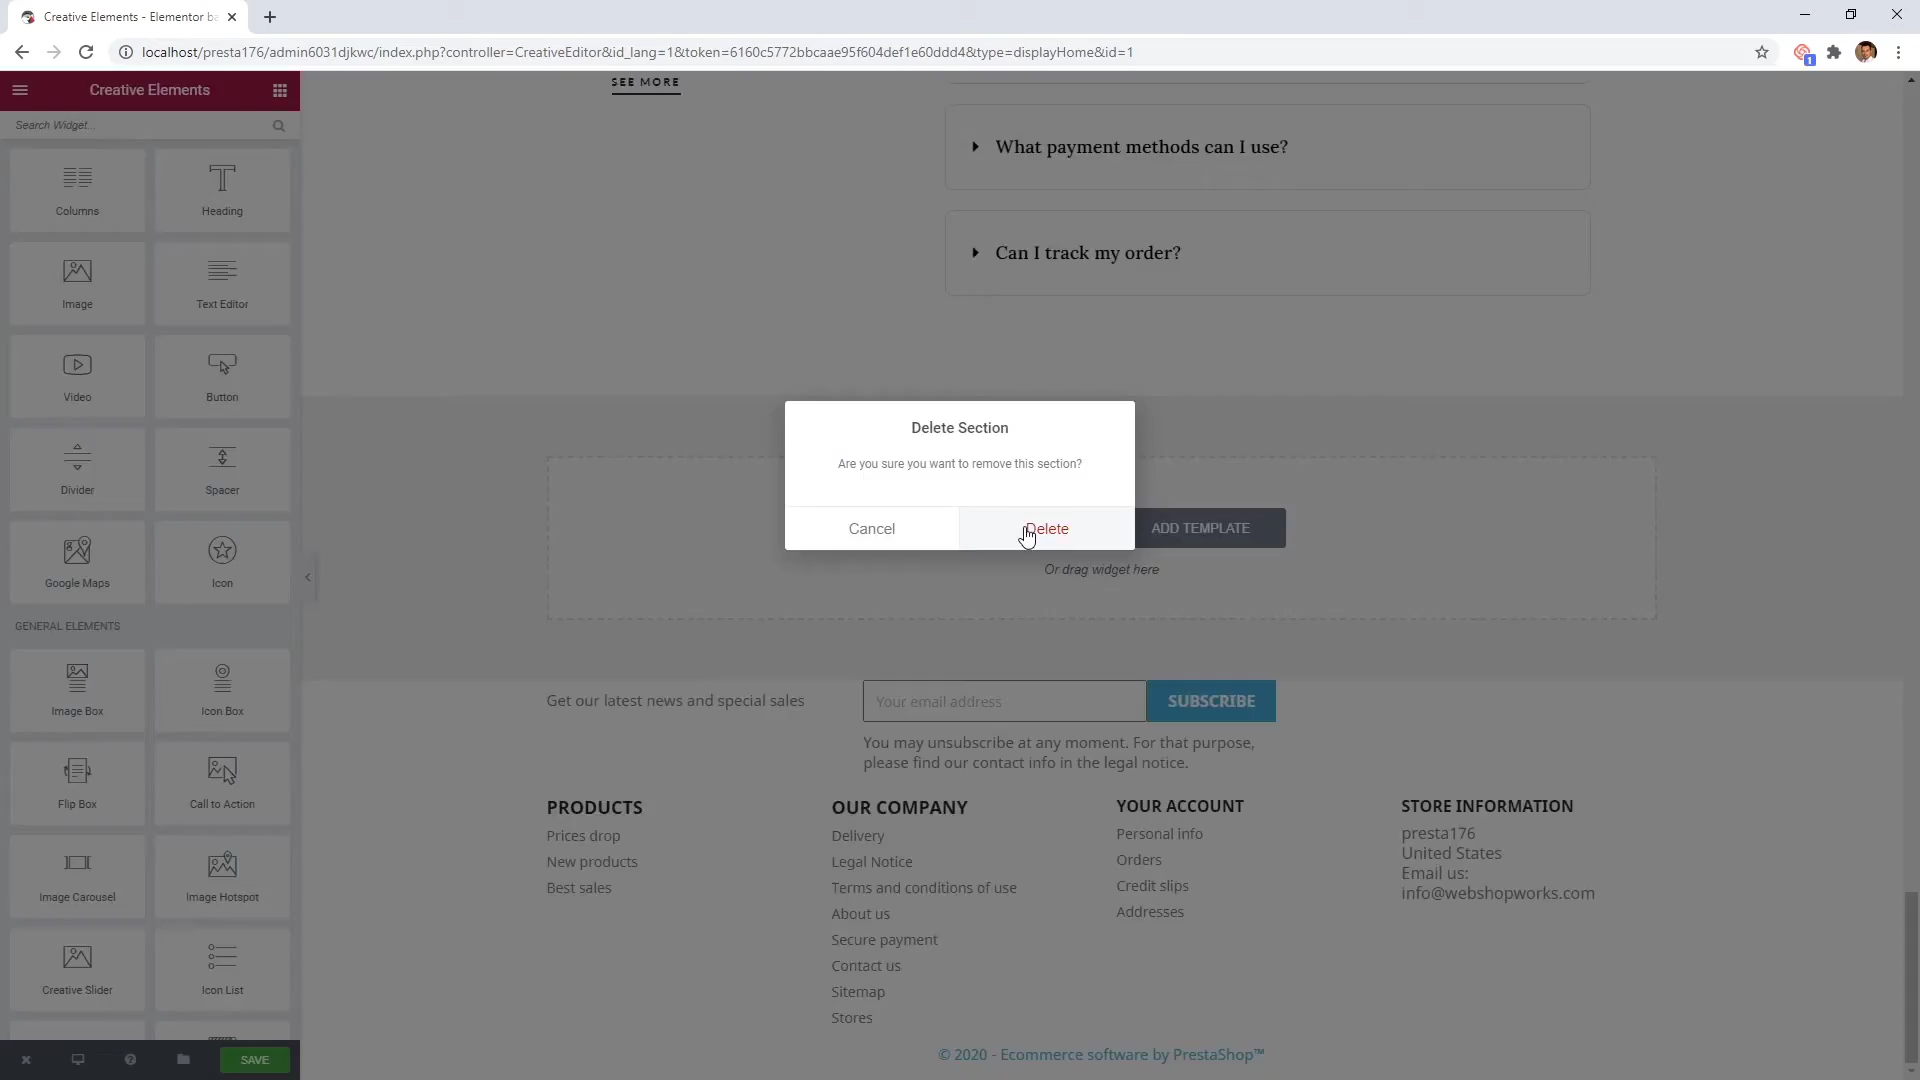 Creative Elements - Elementor ba
localhost/presta176/admin6031djkwc/index.php?controller=CreativeEditor&id_lang=1&token=6160c5772bbcaae95f604def1e60ddd4&type=displayHome&id=1
1
Creative Elements
Search Widget...
Columns
Heading
Image
Text Editor
Video
Button
Divider
Spacer
Google Maps
Icon
GENERAL ELEMENTS
Image Box
Icon Box
Flip Box
Call to Action
Image Carousel
Image Hotspot
Creative Slider
Icon List
SAVE
SEE MORE
What payment methods can I use?
Can I track my order?
Delete Section
Are you sure you want to remove this section?
Cancel
Delete
ADD TEMPLATE
Or drag widget here
Get our latest news and special sales
Your email address
SUBSCRIBE
You may unsubscribe at any moment. For that purpose,
please find our contact info in the legal notice.
PRODUCTS
Prices drop
New products
Best sales
OUR COMPANY
Delivery
Legal Notice
Terms and conditions of use
About us
Secure payment
Contact us
Sitemap
Stores
YOUR ACCOUNT
Personal info
Orders
Credit slips
Addresses
STORE INFORMATION
presta176
United States
Email us:
info@webshopworks.com
© 2020 - Ecommerce software by PrestaShop™